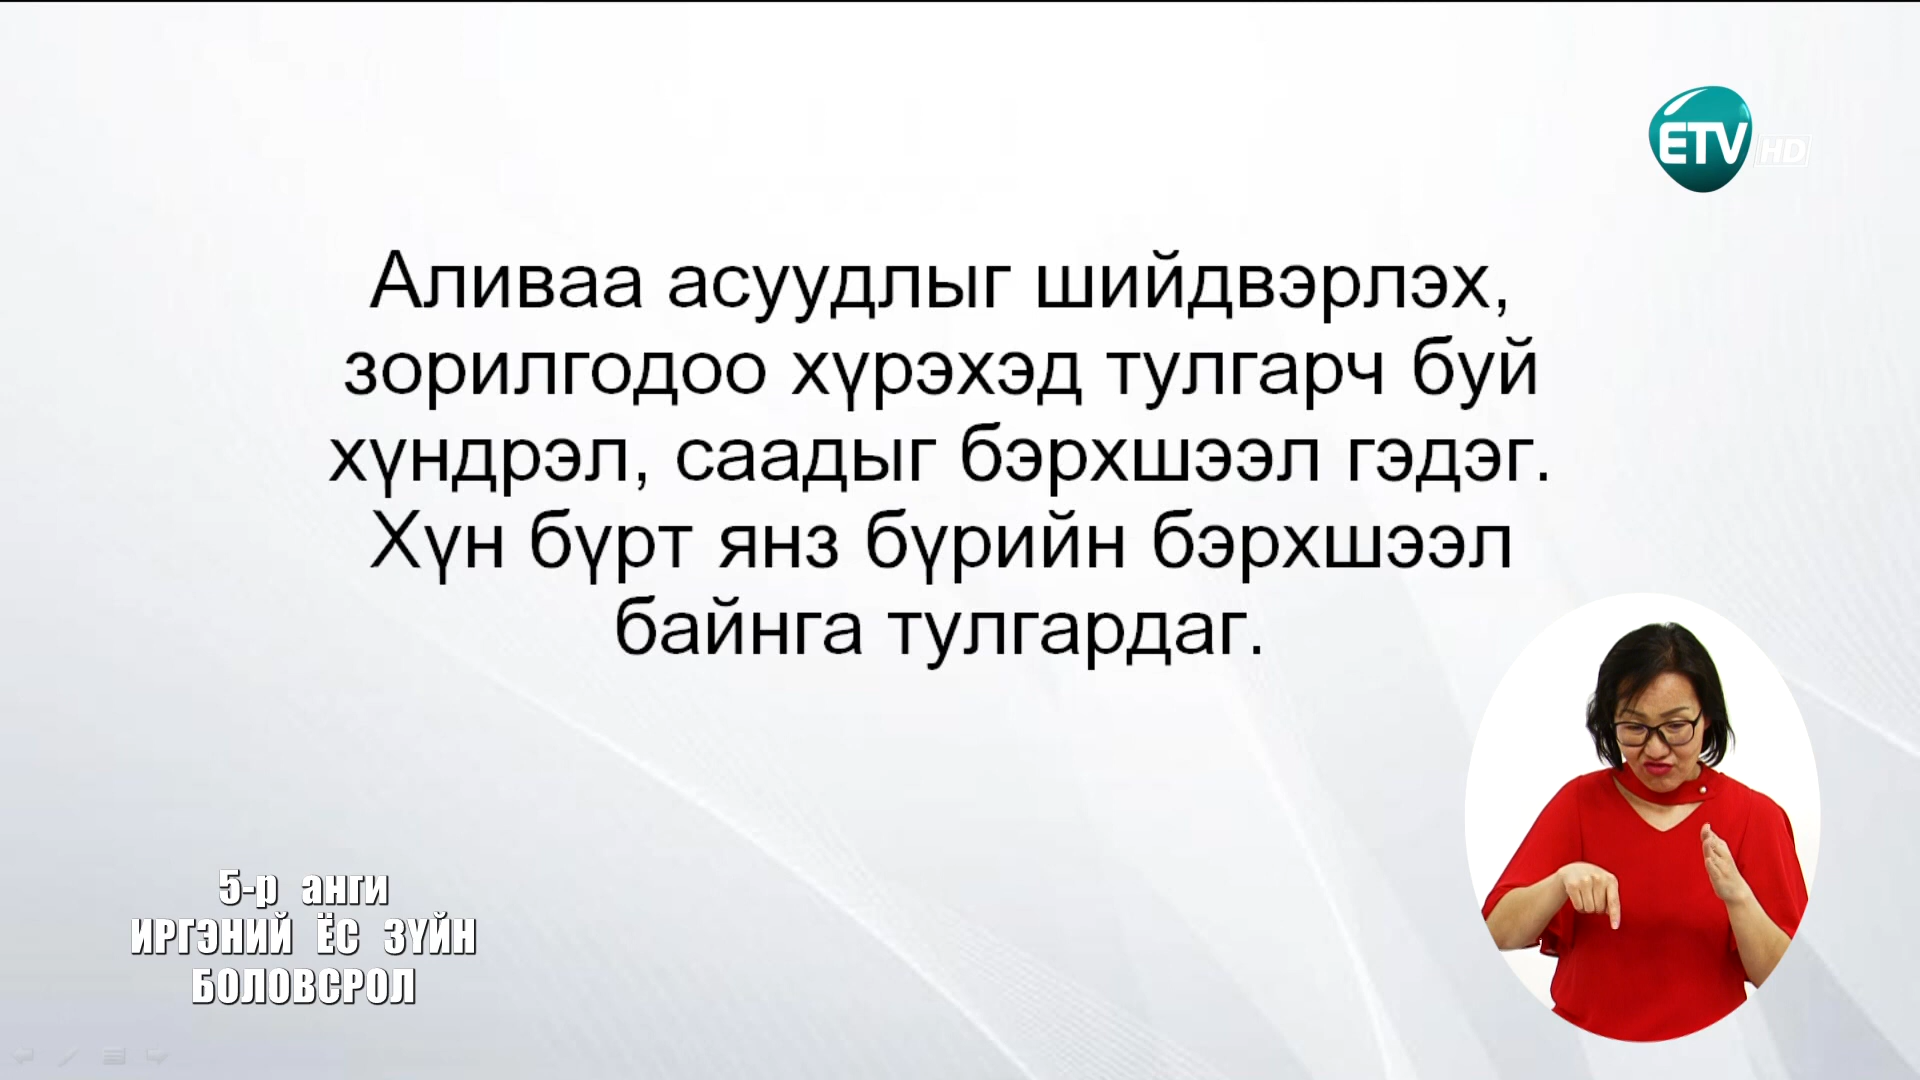 ETV HD
Аливаа асуудлыг шийдвэрлэх,
зорилгодоо хүрэхэд тулгарч буй
хүндрэл, саадыг бэрхшээл гэдэг.
Хүн бүрт янз бүрийн бэрхшээл
байнга тулгардаг.
5-р анги
ИРГЭНИЙ ЁС ЗҮЙН
БОЛОВСРОЛ